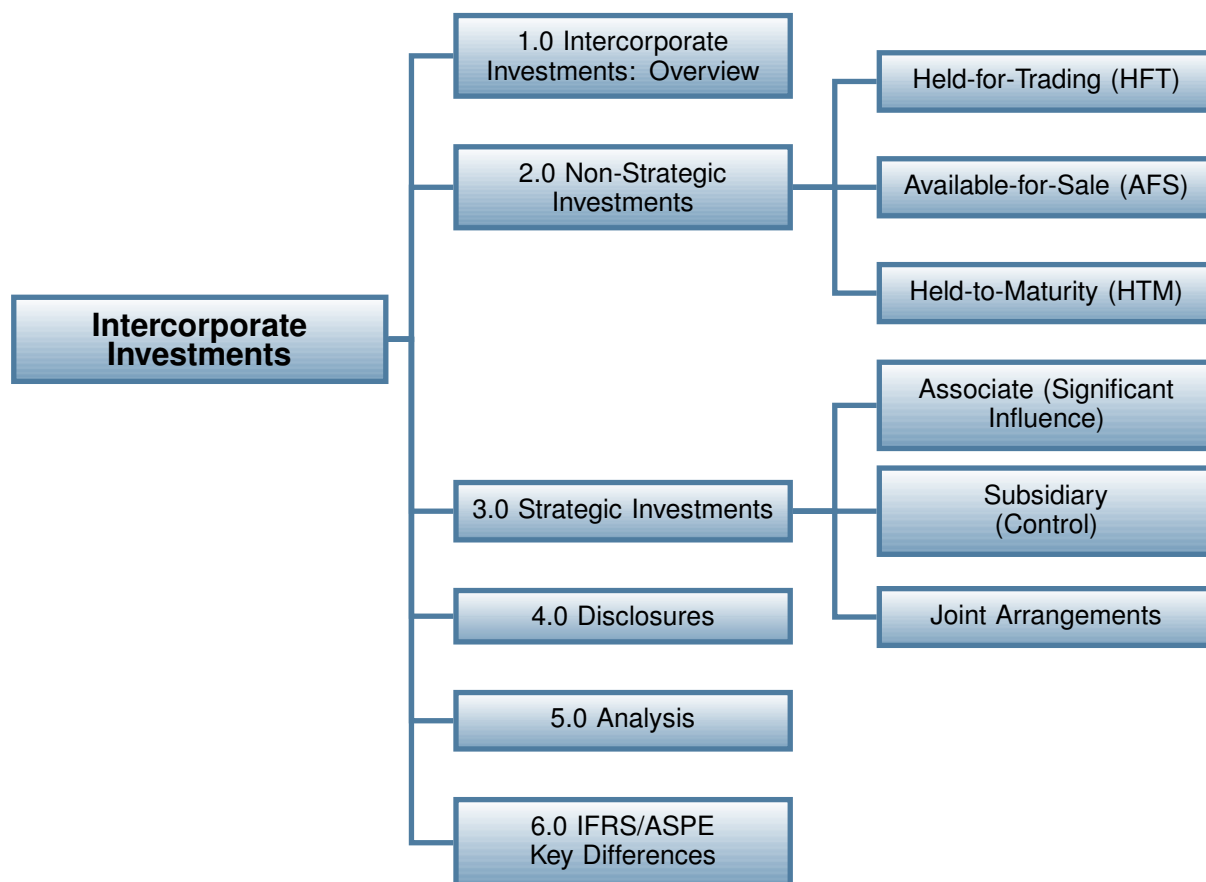 Intercorporate
Investments
1.0 Intercorporate
Investments: Overview
2.0 Non-Strategic
Investments
Held-for-Trading (HFT)
Available-for-Sale (AFS)
Held-to-Maturity (HTM)
3.0 Strategic Investments
Associate (Significant
Influence)
Subsidiary
(Control)
Joint Arrangements
4.0 Disclosures
5.0 Analysis
6.0 IFRS/ASPE
Key Differences